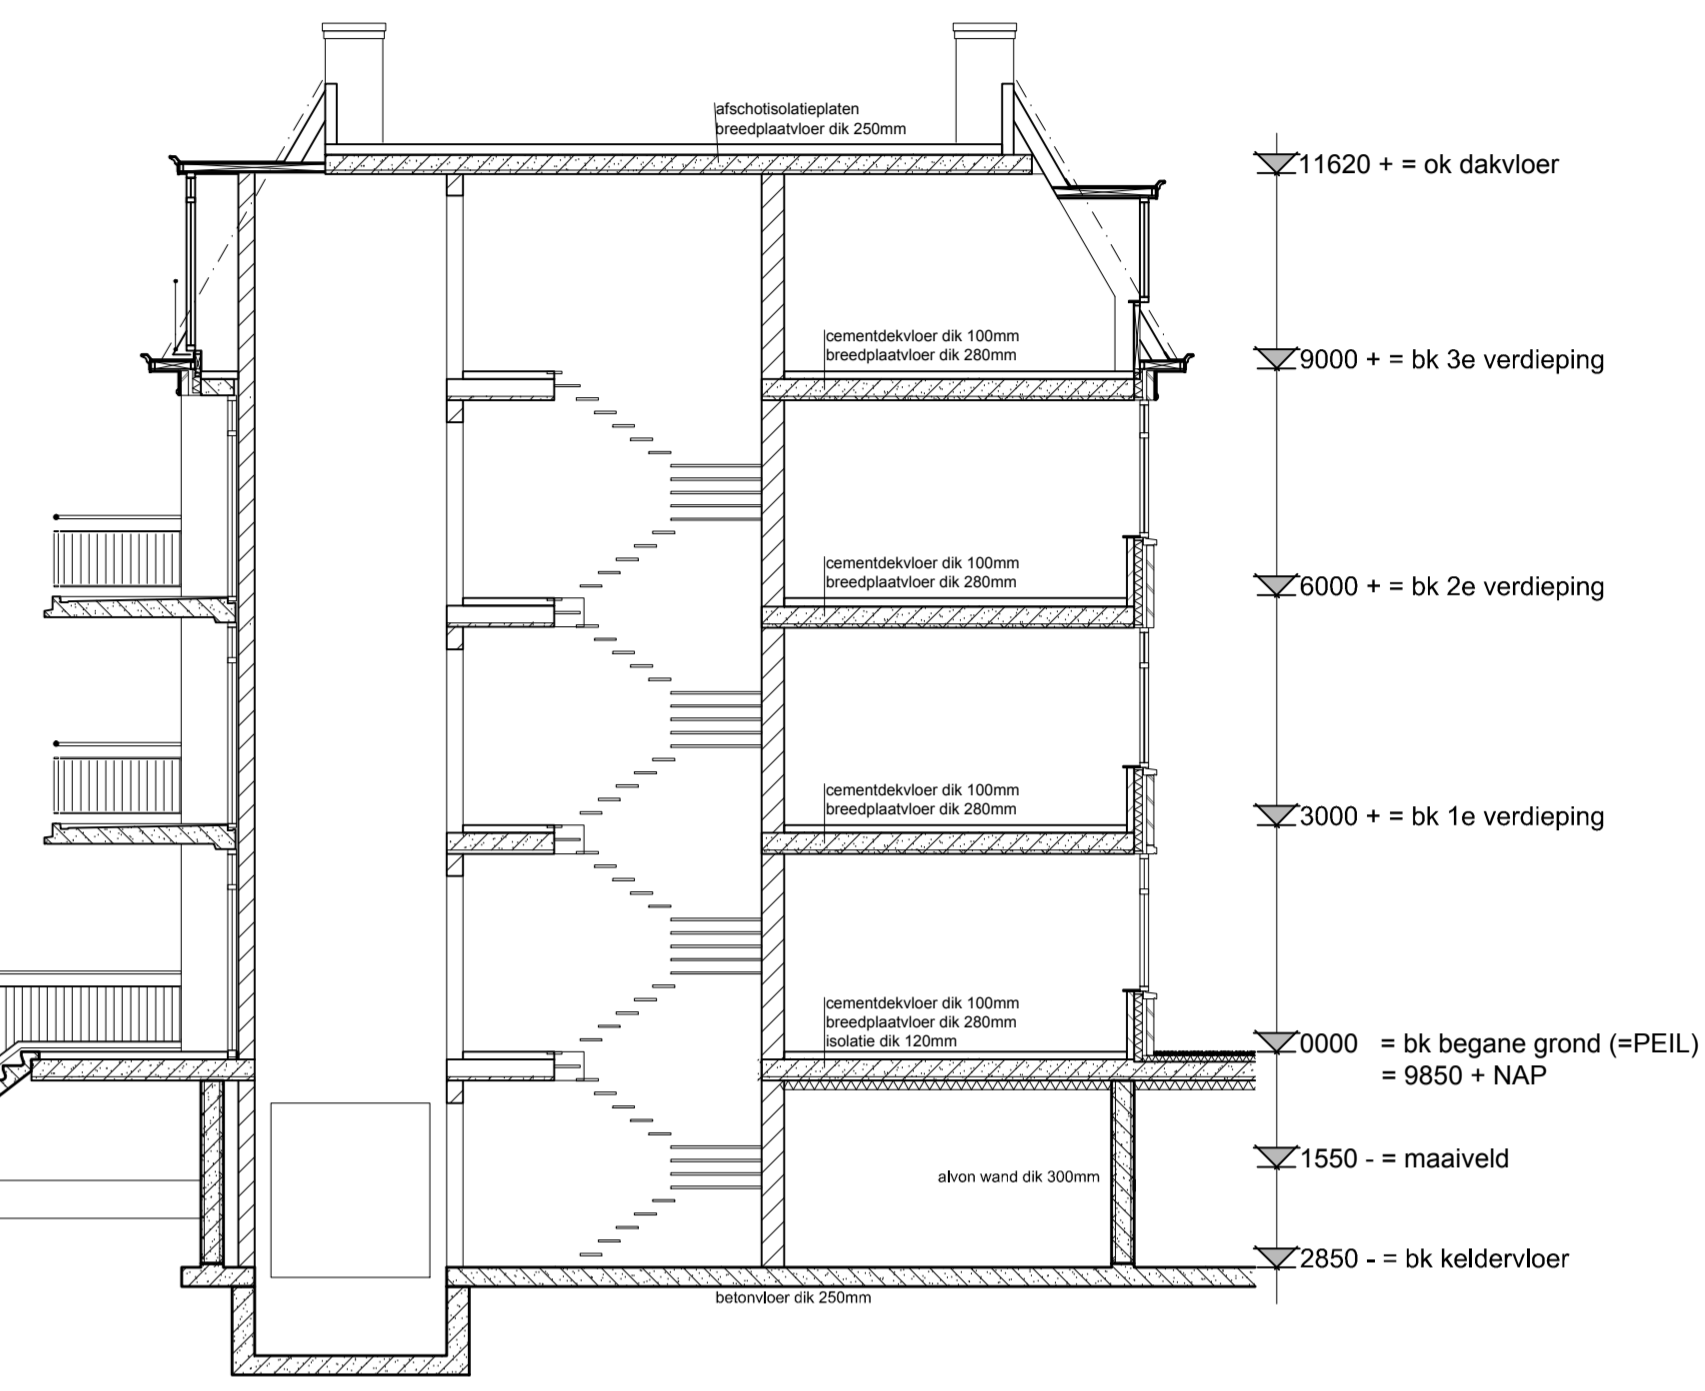 afschotisolatieplaten
breedplaatvloer dik 250mm
11620 + = ok dakvloer
cementdekvloer dik 100mm
breedplaatvloer dik 280mm
9000 + = bk 3e verdieping
cementdekvloer dik 100mm
breedplaatvloer dik 280mm
6000 + = bk 2e verdieping
cementdekvloer dik 100mm
breedplaatvloer dik 280mm
3000 + = bk 1e verdieping
cementdekvloer dik 100mm
breedplaatvloer dik 280mm
isolatie dik 120mm
0000 = bk begane grond (=PEIL)
= 9850 + NAP
1550 - = maaiveld
alvon wand dik 300mm
2850 - = bk keldervloer
betonvloer dik 250mm